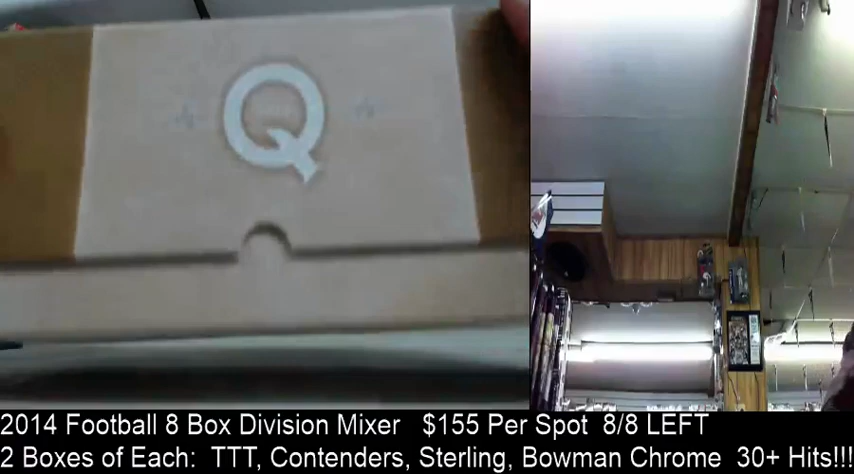 Q
2014 Football 8 Box Division Mixer   $155 Per Spot  8/8 LEFT
2 Boxes of Each:  TTT, Contenders, Sterling, Bowman Chrome  30+ Hits!!!